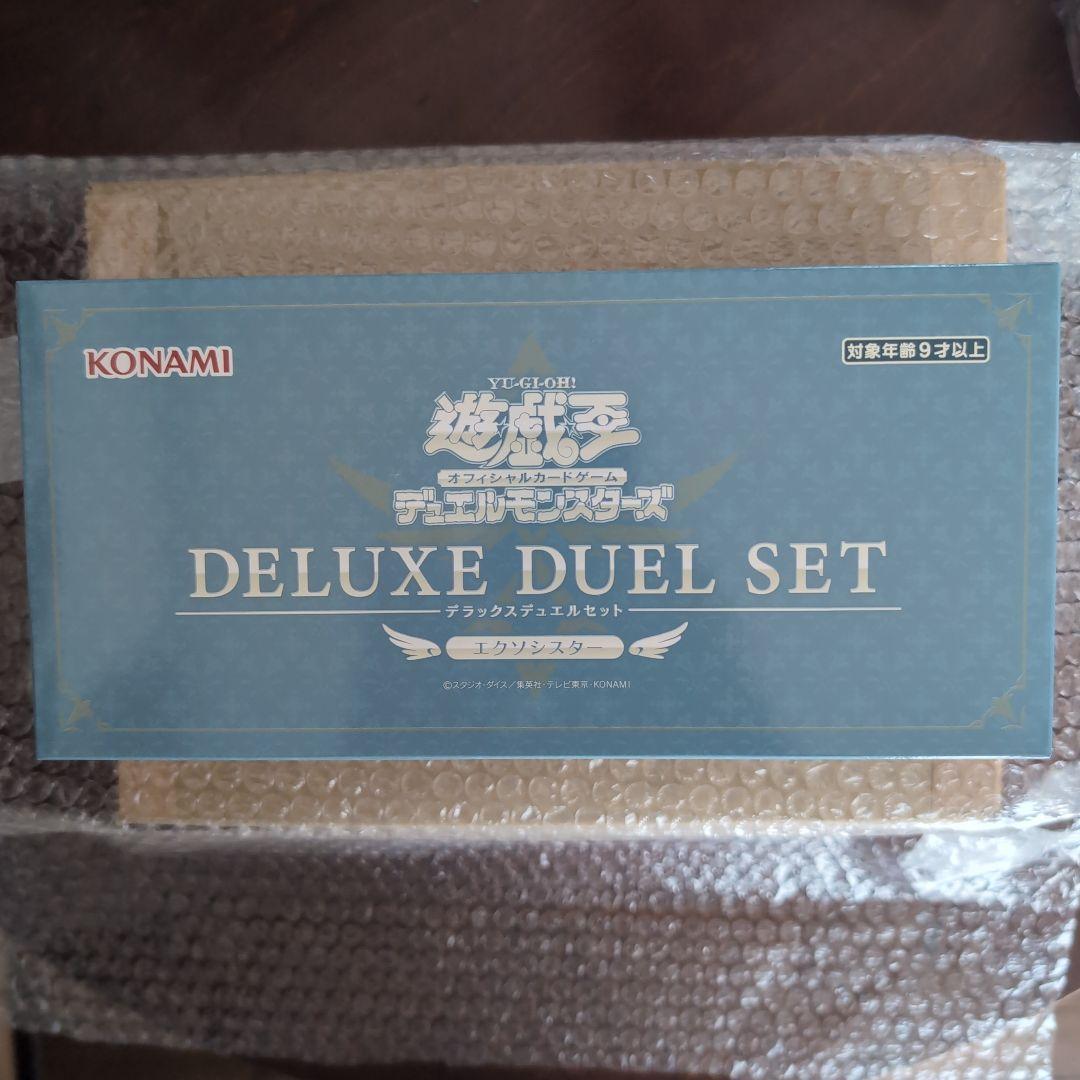 KONAMI
対象年齢9才以上
YU-GI-OH!
遊戯王
オフィシャルカードゲーム
デュエルモンスターズ
DELUXE DUEL SET
デラックスデュエルセット
エクソシスター
©スタジオ・ダイス／集英社・テレビ東京・KONAMI